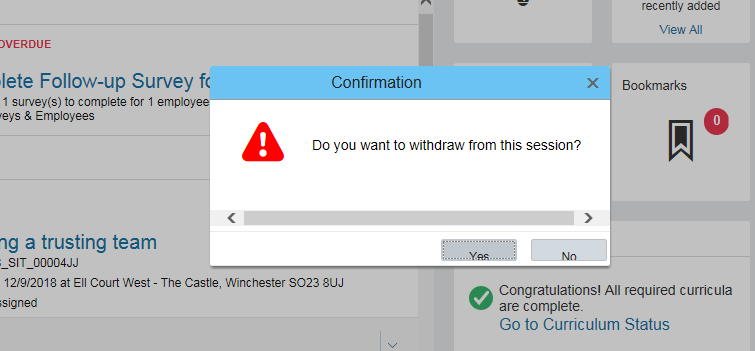 recently added
View All
OVERDUE
lete Follow-up Survey fo
1 survey(s) to complete for 1 employee
veys & Employees
Confirmation
Do you want to withdraw from this session?
Yes
No
Bookmarks
0
ng a trusting team
_SIT_00004JJ
12/9/2018 at Ell Court West - The Castle, Winchester SO23 8UJ
ssigned
Congratulations! All required curricula
are complete.
Go to Curriculum Status